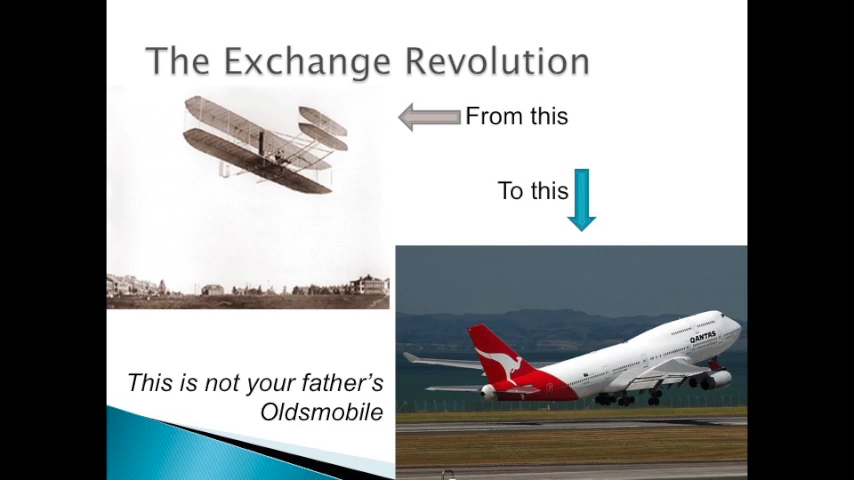 The Exchange Revolution
From this
To this
QANTAS
This is not your father's
Oldsmobile